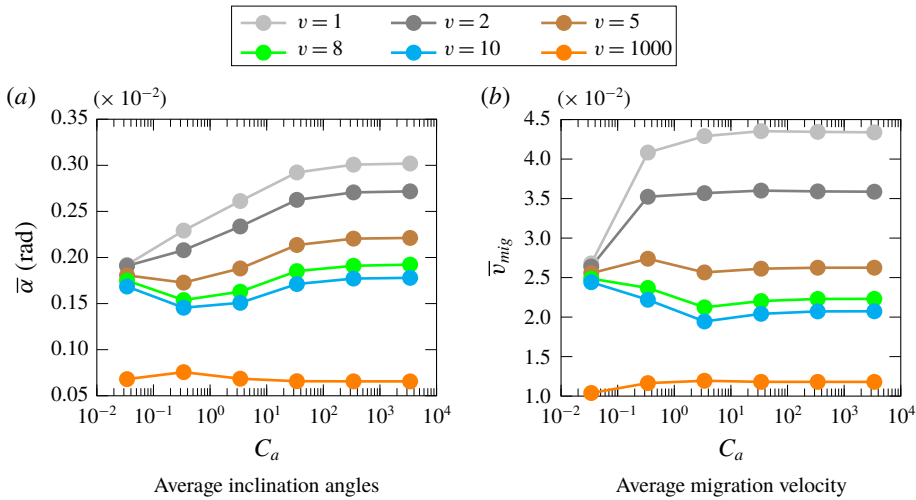 v = 1 v = 2 v = 5
v = 8 v = 10 v = 1000
(a) (× 10⁻²) (b) (× 10⁻²)
0.35 4.5
0.30 4.0
0.25 3.5
0.20 3.0
0.15 2.5
0.10 2.0
0.05 1.5
1.0
α̅ (rad) v̅ₘᵢ𝑔
10⁻² 10⁻¹ 10⁰ 10¹ 10² 10³ 10⁴ 10⁻² 10⁻¹ 10⁰ 10¹ 10² 10³ 10⁴
Cₐ Cₐ
Average inclination angles Average migration velocity